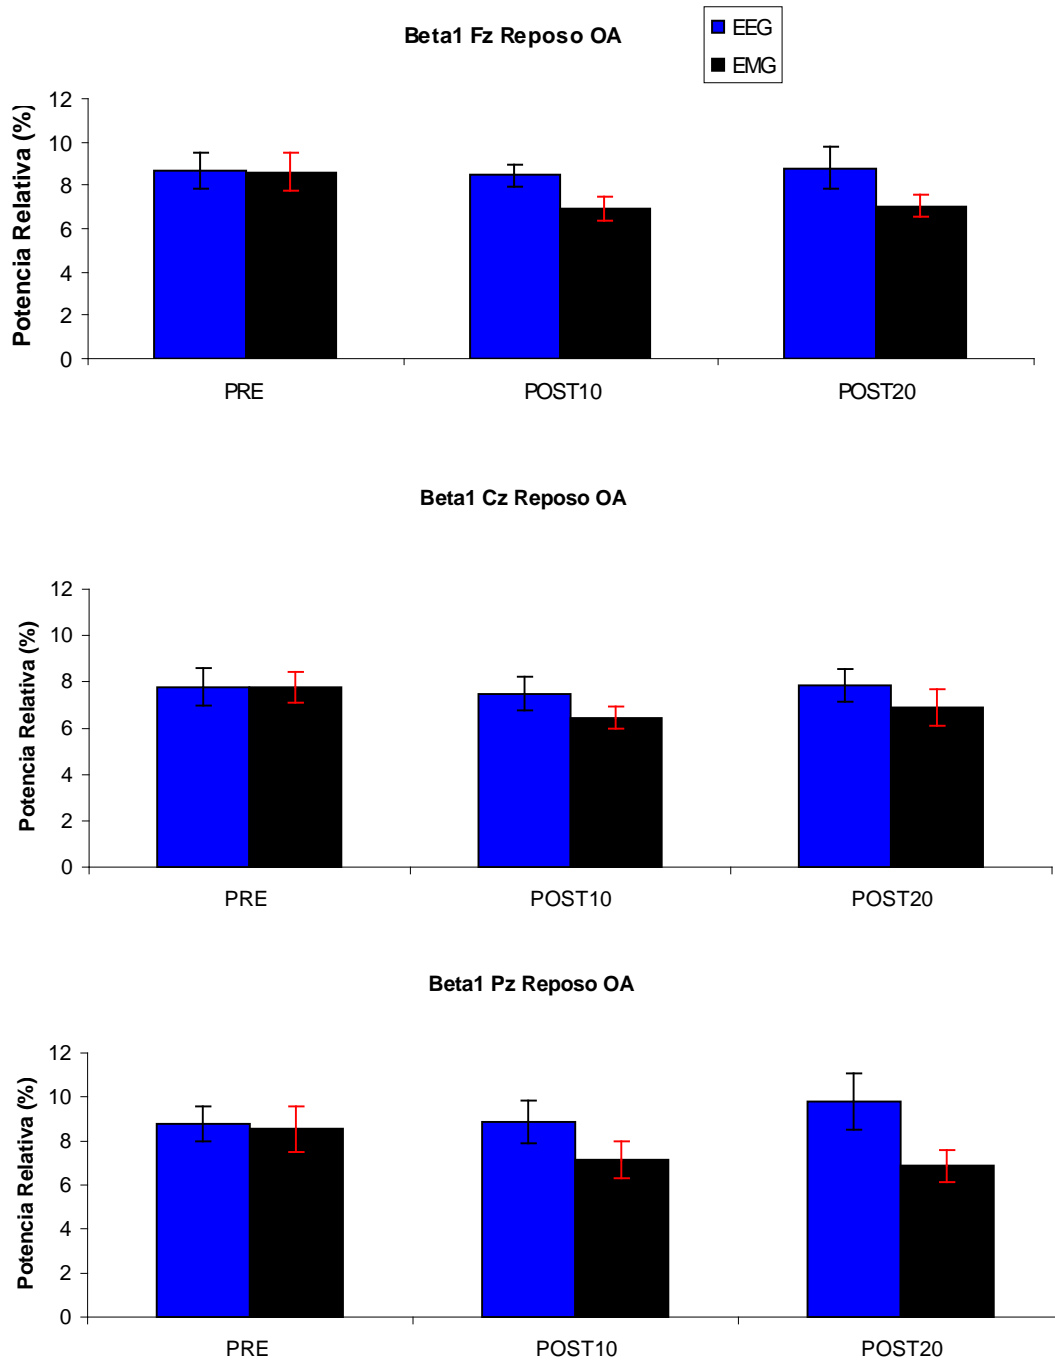 Beta1 Fz Reposo OA
EEG
EMG
Potencia Relativa (%)
12
10
8
6
4
2
0
PRE POST10 POST20
Beta1 Cz Reposo OA
Potencia Relativa (%)
12
10
8
6
4
2
0
PRE POST10 POST20
Beta1 Pz Reposo OA
Potencia Relativa (%)
12
10
8
6
4
2
0
PRE POST10 POST20